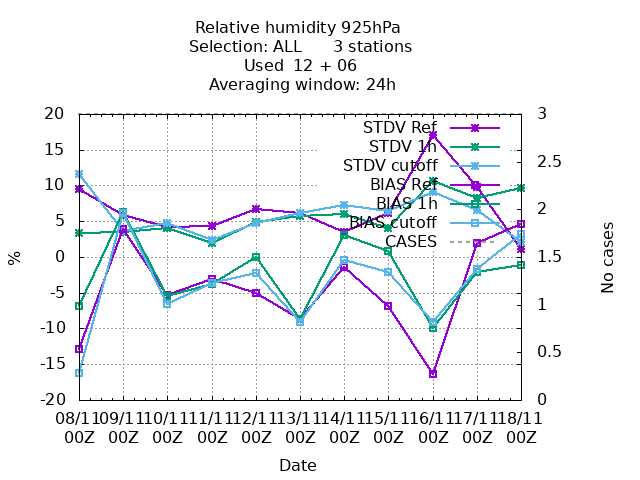 Relative humidity 925hPa
Selection: ALL 3 stations
Used 12 + 06
Averaging window: 24h
20
15
10
5
0
-5
-10
-15
-20
%
3
2.5
2
1.5
1
0.5
0
No cases
STDV Ref
STDV 1h
STDV cutoff
BIAS Ref
BIAS 1h
BIAS cutoff
CASES
08/11 09/11 10/11 11/11 12/11 13/11 14/11 15/11 16/11 17/11 18/11
00Z 00Z 00Z 00Z 00Z 00Z 00Z 00Z 00Z 00Z 00Z
Date